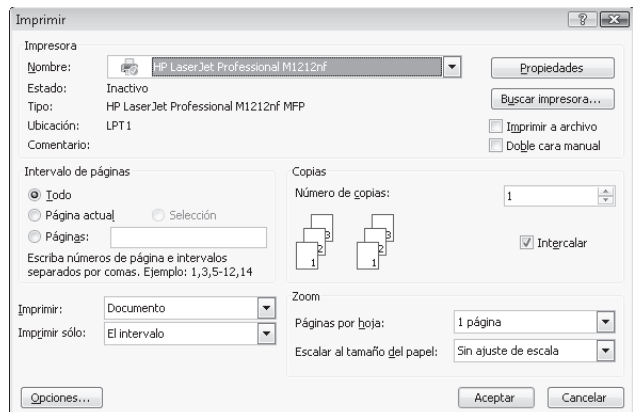 Imprimir
Impresora
Nombre: HP LaserJet Professional M1212nf
Propiedades
Estado: Inactivo
Tipo: HP LaserJet Professional M1212nf MFP
Buscar impresora...
Ubicación: LPT1
Imprimir a archivo
Comentario:
Doble cara manual
Intervalo de páginas
Todo
Página actual Selección
Páginas:
Escriba números de página e intervalos
separados por comas. Ejemplo: 1,3,5-12,14
Copias
Número de copias: 1
3 3
2 2
1 1
Intercalar
Imprimir: Documento
Imprimir sólo: El intervalo
Zoom
Páginas por hoja: 1 página
Escalar al tamaño del papel: Sin ajuste de escala
Opciones... Aceptar Cancelar